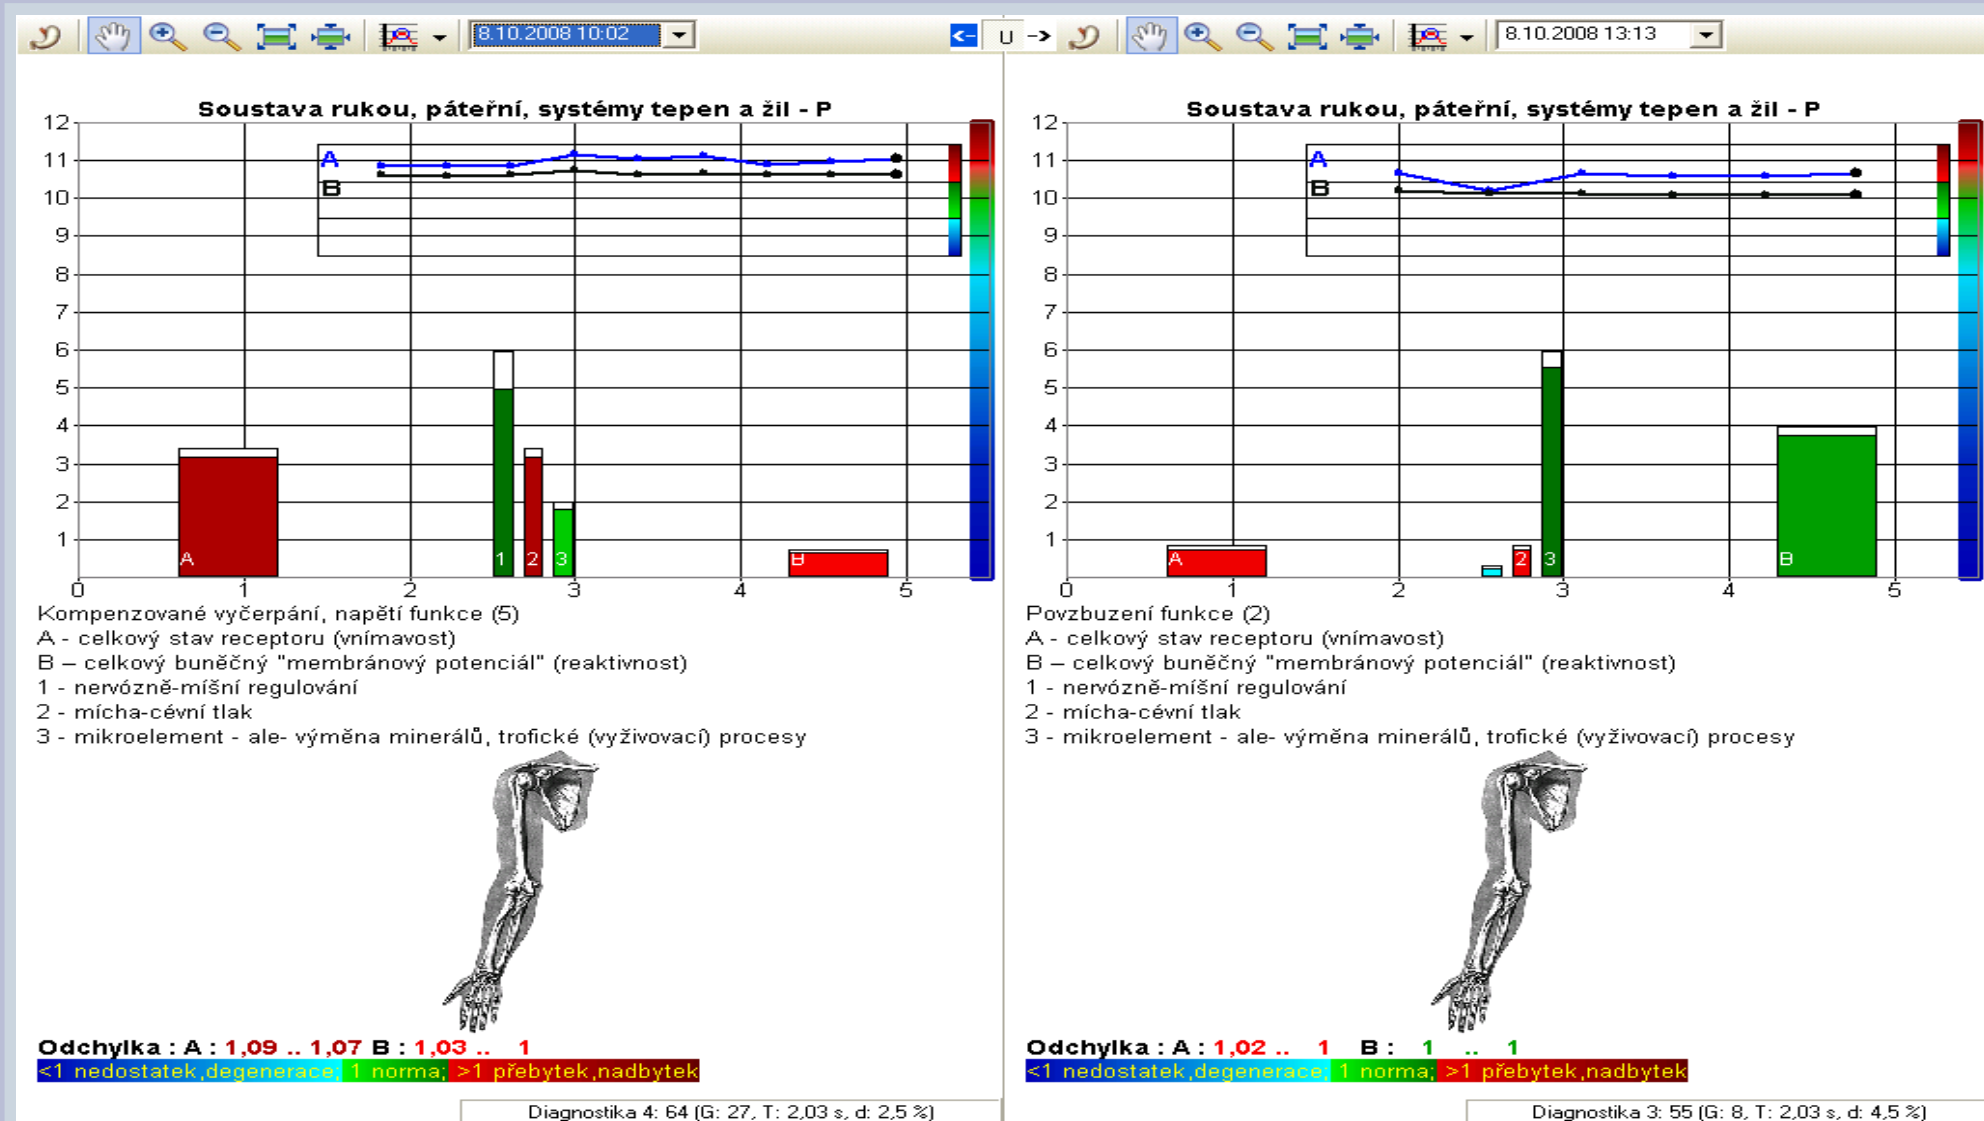 8.10.2008 10:02
<- U ->
8.10.2008 13:13
Soustava rukou, páteřní, systémy tepen a žil - P
12
11
10
9
8
7
6
5
4
3
2
1
A
B
A
1
2
3
B
0
1
2
3
4
5
Kompenzované vyčerpání, napětí funkce (5)
A - celkový stav receptoru (vnímavost)
B – celkový buněčný "membránový potenciál" (reaktivnost)
1 - nervózně-míšní regulování
2 - mícha-cévní tlak
3 - mikroelement - ale- výměna minerálů, trofické (vyživovací) procesy
Odchylka : A : 1,09 .. 1,07 B : 1,03 .. 1
<1 nedostatek,degenerace; 1 norma; >1 přebytek,nadbytek
Diagnostika 4: 64 (G: 27, T: 2,03 s, d: 2,5 %)
Soustava rukou, páteřní, systémy tepen a žil - P
12
11
10
9
8
7
6
5
4
3
2
1
A
B
A
2
3
B
0
1
2
3
4
5
Povzbuzení funkce (2)
A - celkový stav receptoru (vnímavost)
B – celkový buněčný "membránový potenciál" (reaktivnost)
1 - nervózně-míšní regulování
2 - mícha-cévní tlak
3 - mikroelement - ale- výměna minerálů, trofické (vyživovací) procesy
Odchylka : A : 1,02 .. 1 B : 1 .. 1
<1 nedostatek,degenerace; 1 norma; >1 přebytek,nadbytek
Diagnostika 3: 55 (G: 8, T: 2,03 s, d: 4,5 %)